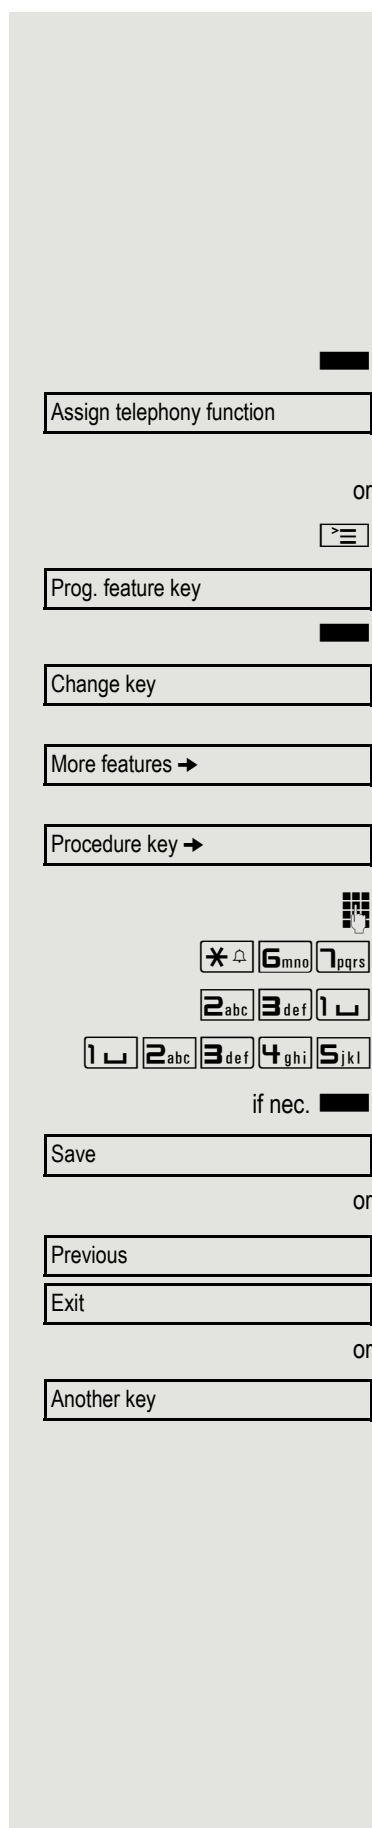 Assign telephony function
or
Prog. feature key
Change key
More features ➔
Procedure key ➔
* 6mno 7pqrs
2abc 3def 1
1 2abc 3def 4ghi 5jkl
if nec.
Save
or
Previous
Exit
or
Another key